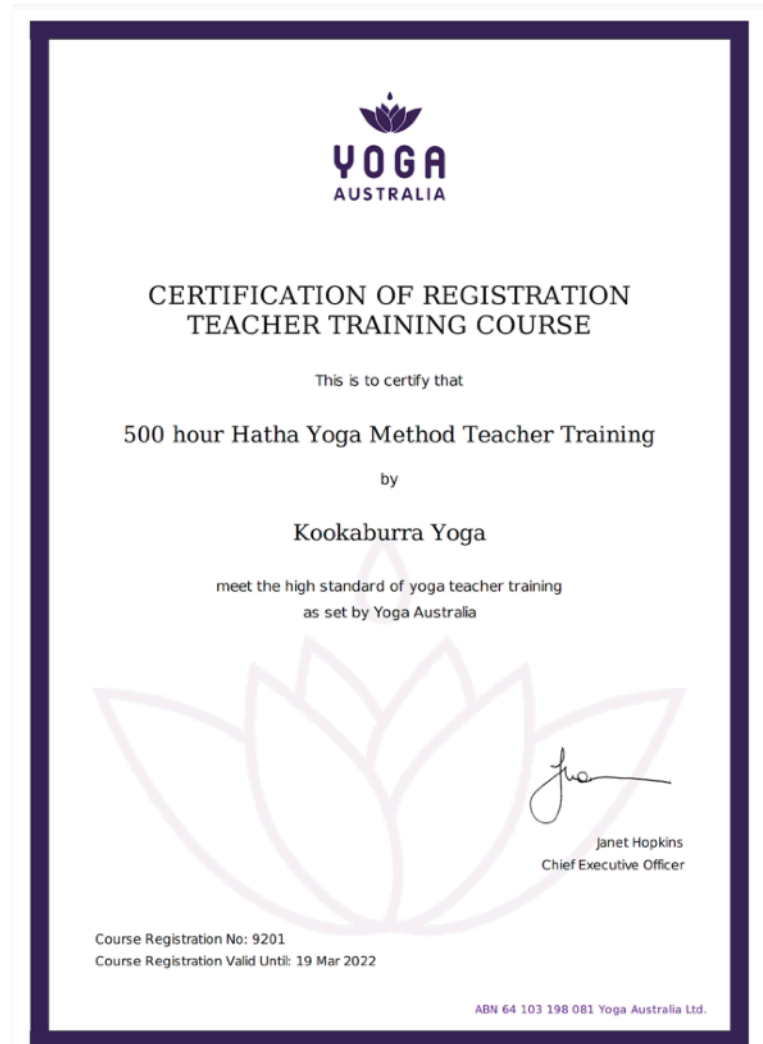 YOGA
AUSTRALIA
CERTIFICATION OF REGISTRATION
TEACHER TRAINING COURSE
This is to certify that
500 hour Hatha Yoga Method Teacher Training
by
Kookaburra Yoga
meet the high standard of yoga teacher training
as set by Yoga Australia
Janet Hopkins
Chief Executive Officer
Course Registration No: 9201
Course Registration Valid Until: 19 Mar 2022
ABN 64 103 198 081 Yoga Australia Ltd.